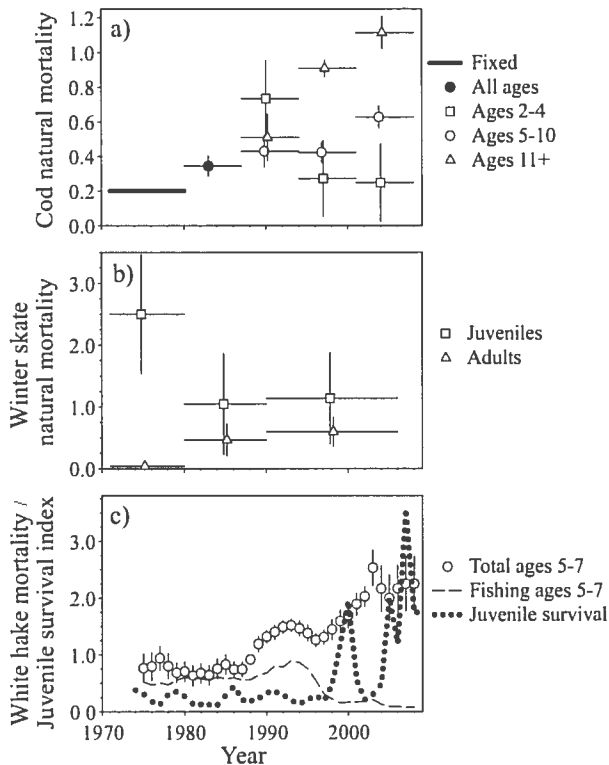 a)
Cod natural mortality
1.2
1.0
0.8
0.6
0.4
0.2
0.0
Fixed
All ages
Ages 2-4
Ages 5-10
Ages 11+
b)
Winter skate
natural mortality
3.0
2.0
1.0
0.0
Juveniles
Adults
c)
White hake mortality /
Juvenile survival index
3.0
2.0
1.0
0 0
Total ages 5-7
Fishing ages 5-7
Juvenile survival
1970 1980 1990 2000
Year